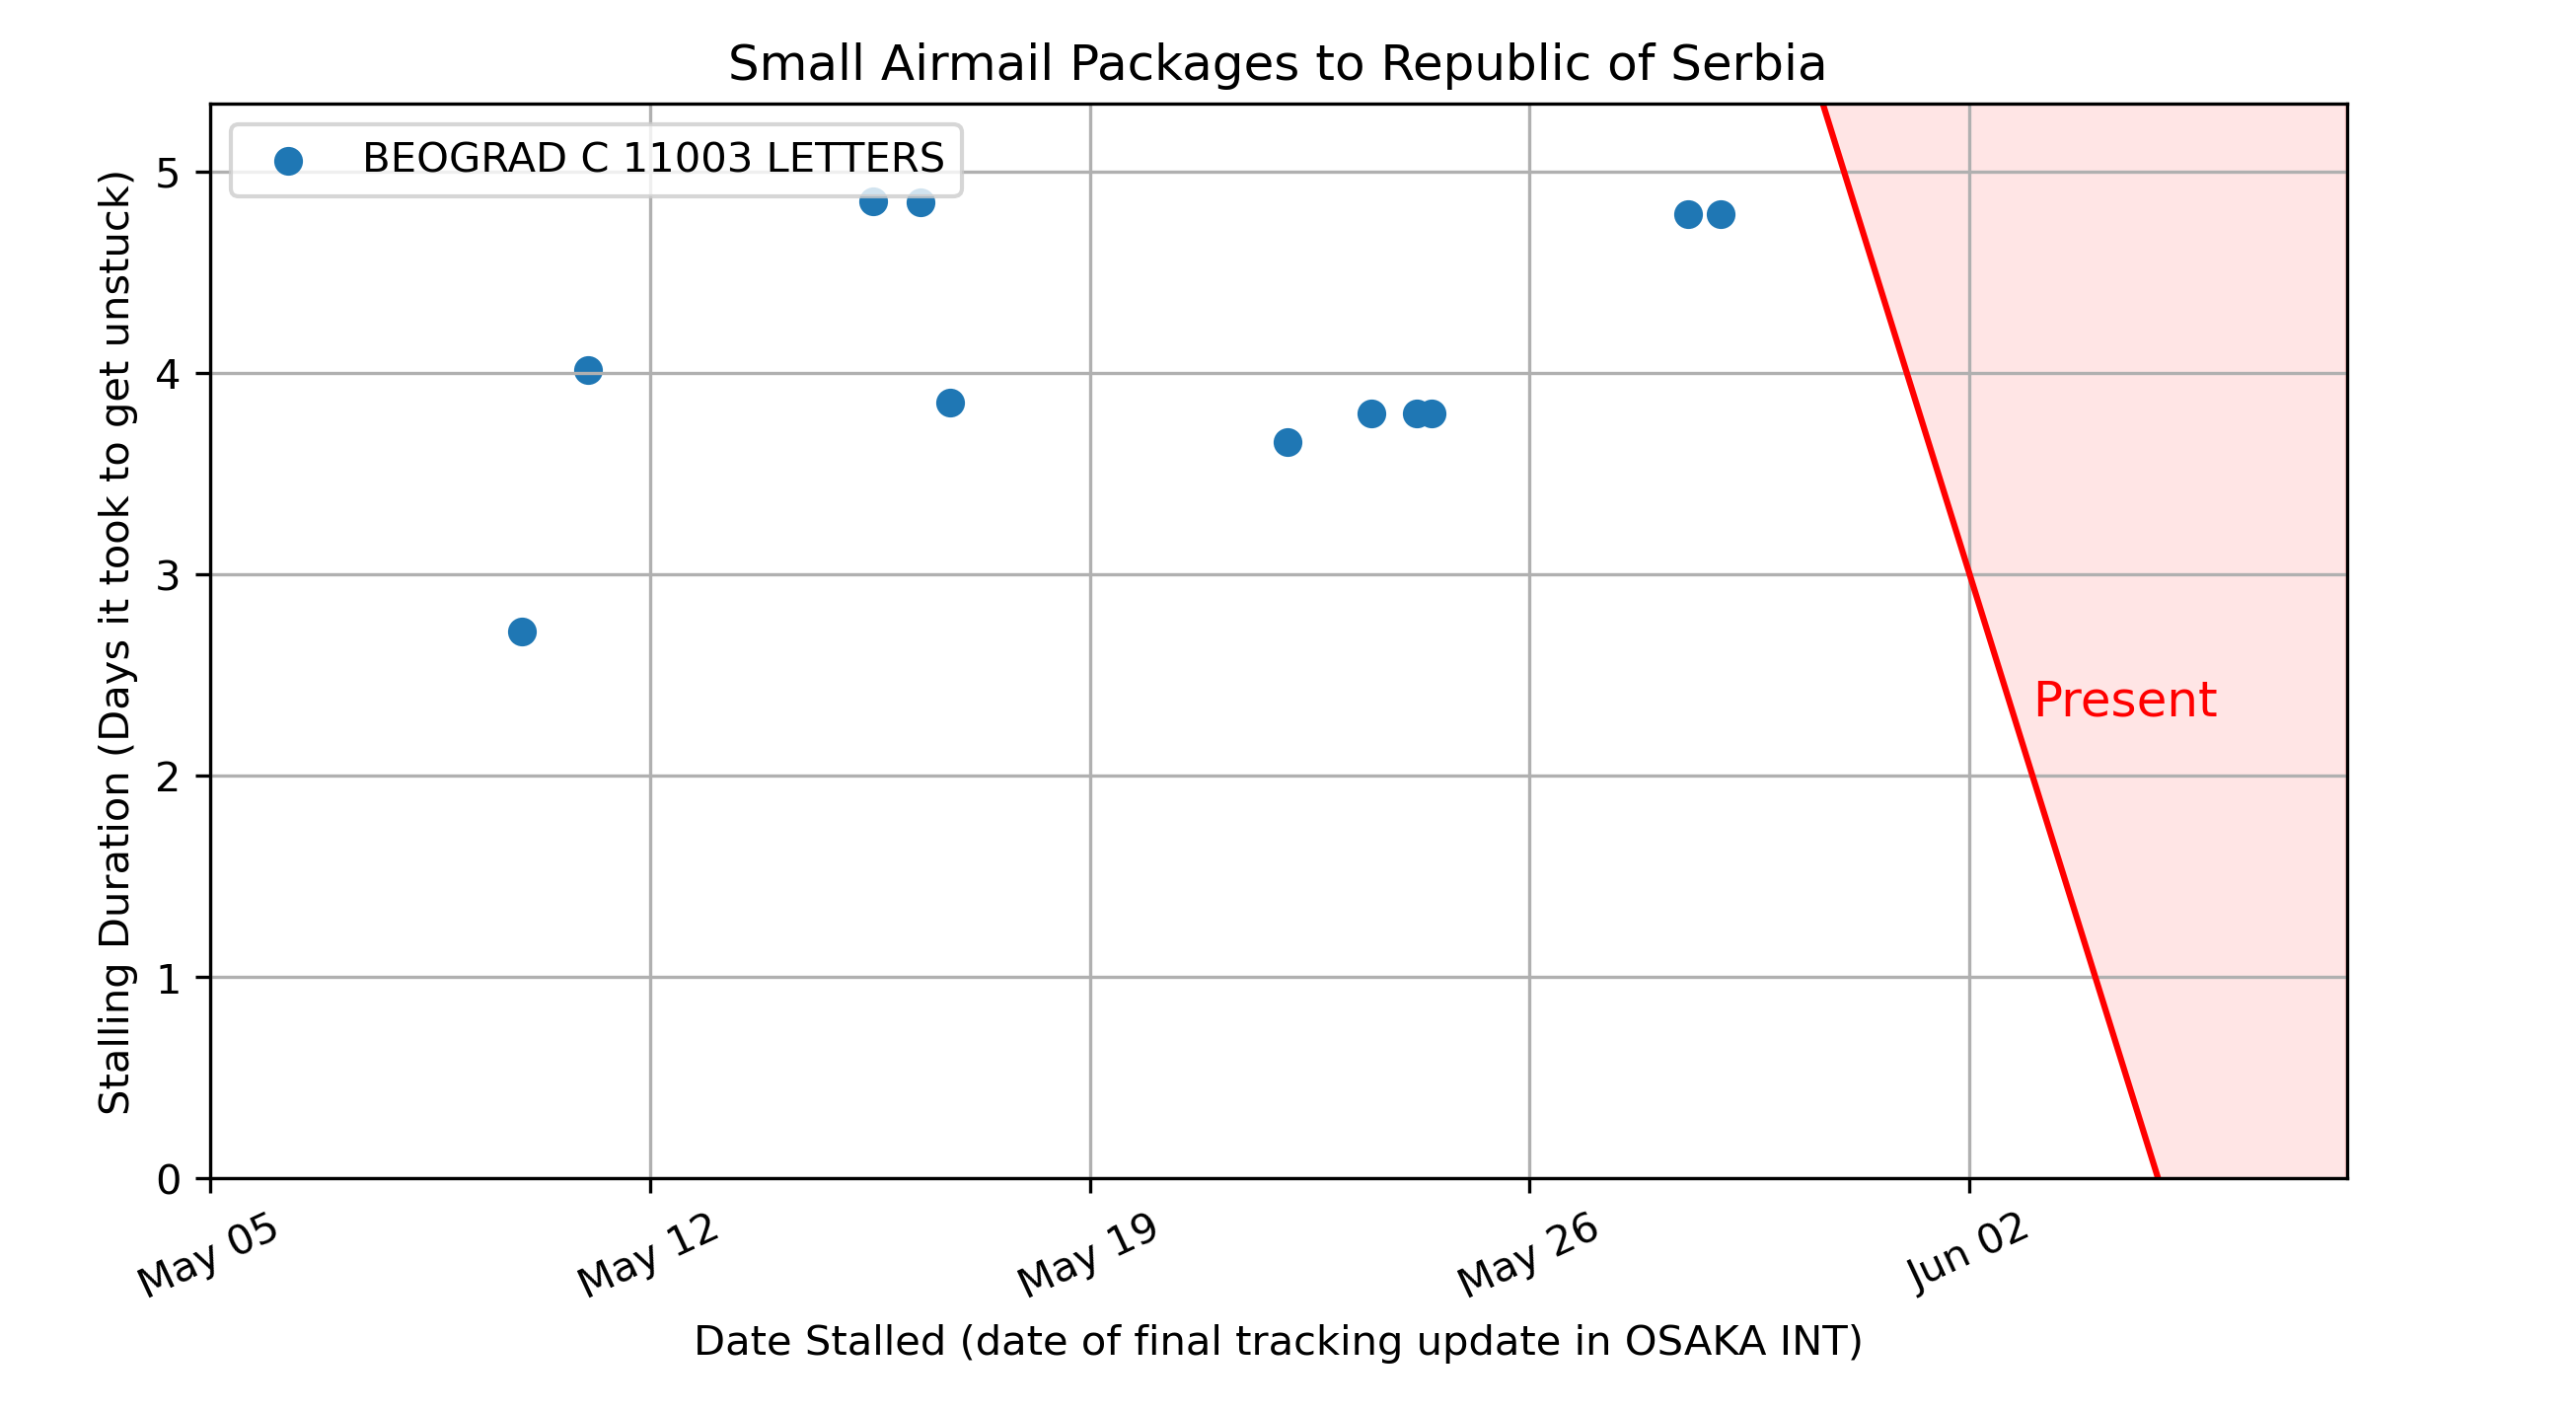 Small Airmail Packages to Republic of Serbia
BEOGRAD C 11003 LETTERS
Stalling Duration (Days it took to get unstuck)
5
4
3
2
1
0
Present
May 05
May 12
May 19
May 26
Jun 02
Date Stalled (date of final tracking update in OSAKA INT)